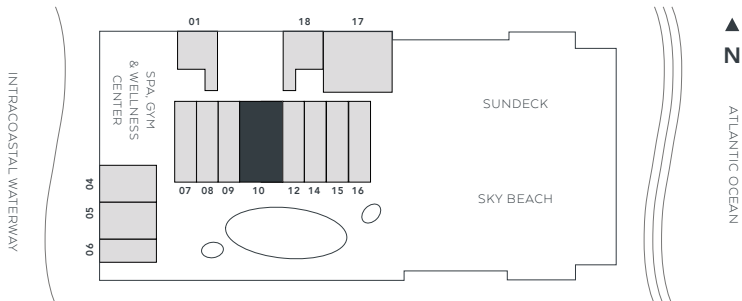 01
18
17
N
INTRACOASTAL WATERWAY
SPA, GYM
& WELLNESS
CENTER
SUNDECK
ATLANTIC OCEAN
04
05
06
07
08
09
10
12
14
15
16
SKY BEACH